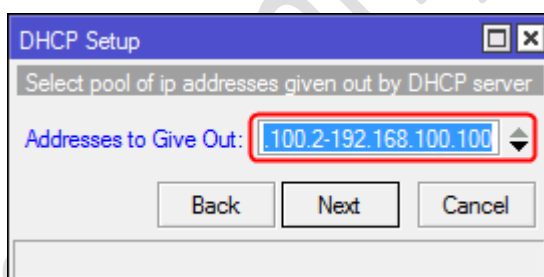 DHCP Setup
Select pool of ip addresses given out by DHCP server
Addresses to Give Out: .100.2-192.168.100.100
Back Next Cancel